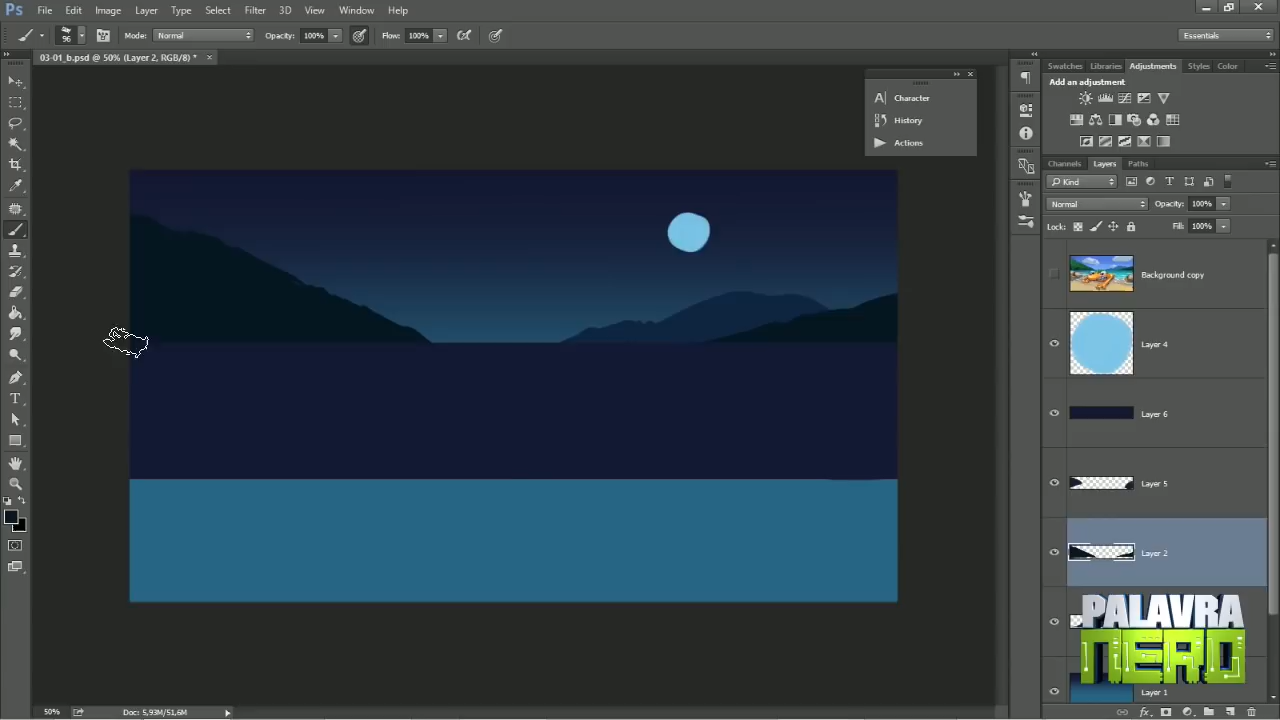 Ps File Edit Image Layer Type Select Filter 3D View Window Help
96 Mode: Normal Opacity: 100% Flow: 100% Essentials
03-01_b.psd @ 50% (Layer 2, RGB/8) * ×
Swatches Libraries Adjustments Styles Color
Add an adjustment
A| Character
History
Actions
Channels Layers Paths
Kind
Normal Opacity: 100%
Lock: Fill: 100%
Background copy
Layer 4
Layer 6
Layer 5
Layer 2
PALAVRA
NERD
Layer 1
50% Doc: 5,93M/51,6M